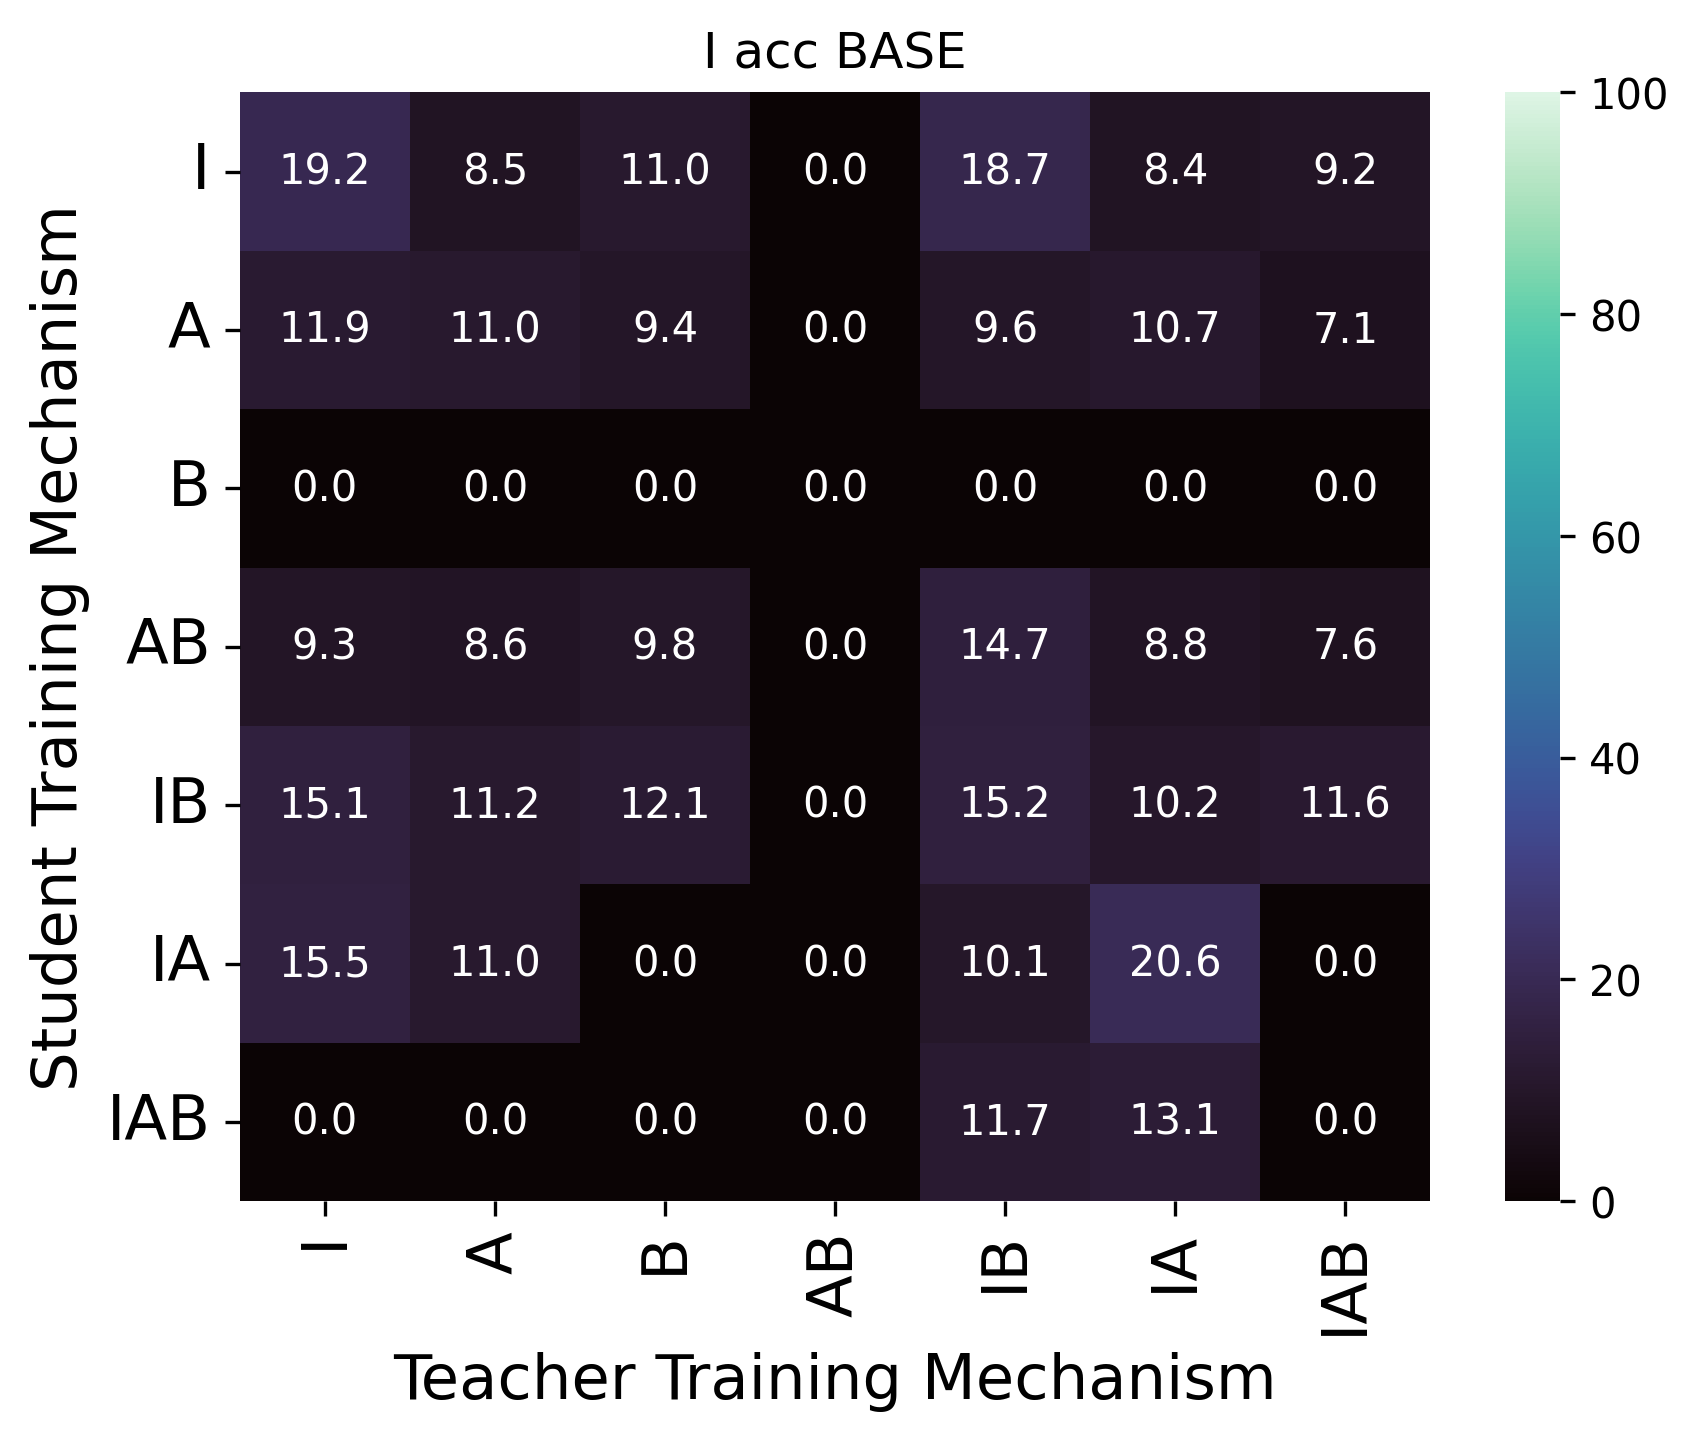 I acc BASE
I 19.2 8.5 11.0 0.0 18.7 8.4 9.2
A 11.9 11.0 9.4 0.0 9.6 10.7 7.1
B 0.0 0.0 0.0 0.0 0.0 0.0 0.0
AB 9.3 8.6 9.8 0.0 14.7 8.8 7.6
IB 15.1 11.2 12.1 0.0 15.2 10.2 11.6
IA 15.5 11.0 0.0 0.0 10.1 20.6 0.0
IAB 0.0 0.0 0.0 0.0 11.7 13.1 0.0
I A B AB IB IA IAB
Teacher Training Mechanism
Student Training Mechanism
100
80
60
40
20
0